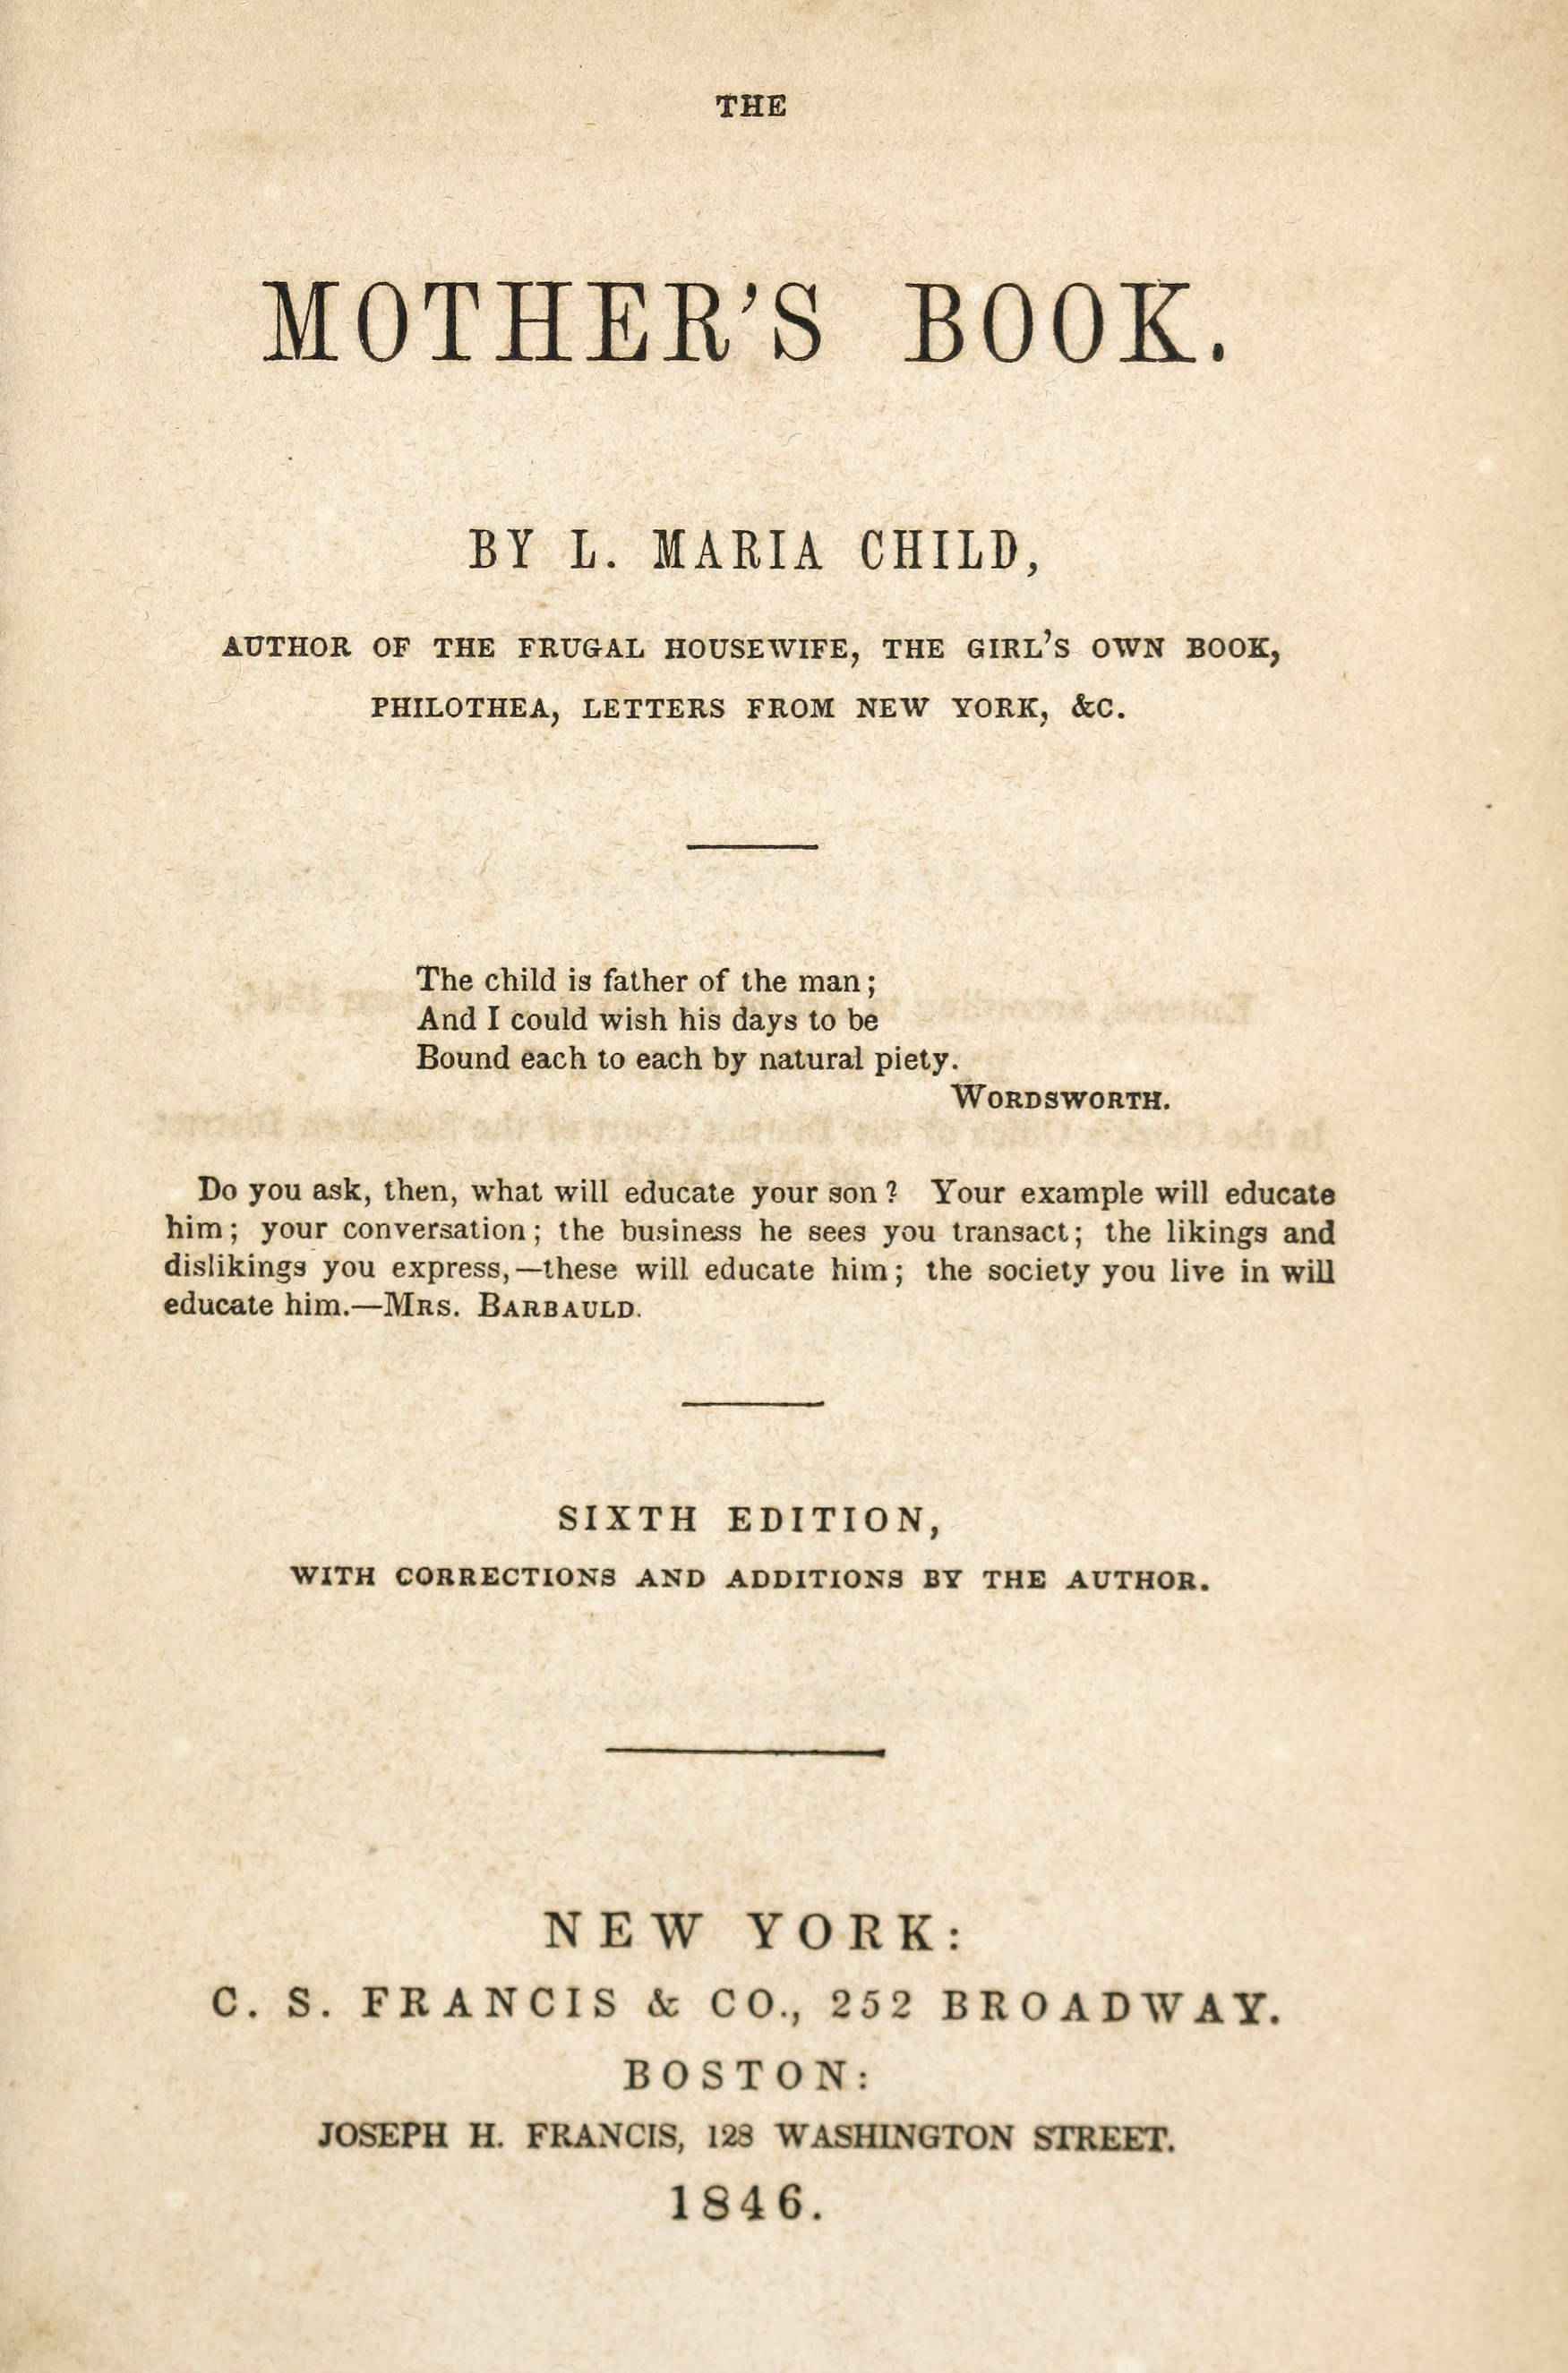 THE
MOTHER'S BOOK.
BY L. MARIA CHILD,
AUTHOR OF THE FRUGAL HOUSEWIFE, THE GIRL'S OWN BOOK,
PHILOTHEA, LETTERS FROM NEW YORK, &C.
The child is father of the man;
And I could wish his days to be
Bound each to each by natural piety.
WORDSWORTH.
Do you ask, then, what will educate your son? Your example will educate
him; your conversation; the business he sees you transact; the likings and
dislikings you express,—these will educate him; the society you live in will
educate him.—MRS. BARBAULD.
SIXTH EDITION,
WITH CORRECTIONS AND ADDITIONS BY THE AUTHOR.
NEW YORK:
C. S. FRANCIS & CO., 252 BROADWAY.
BOSTON:
JOSEPH H. FRANCIS, 128 WASHINGTON STREET.
1846.